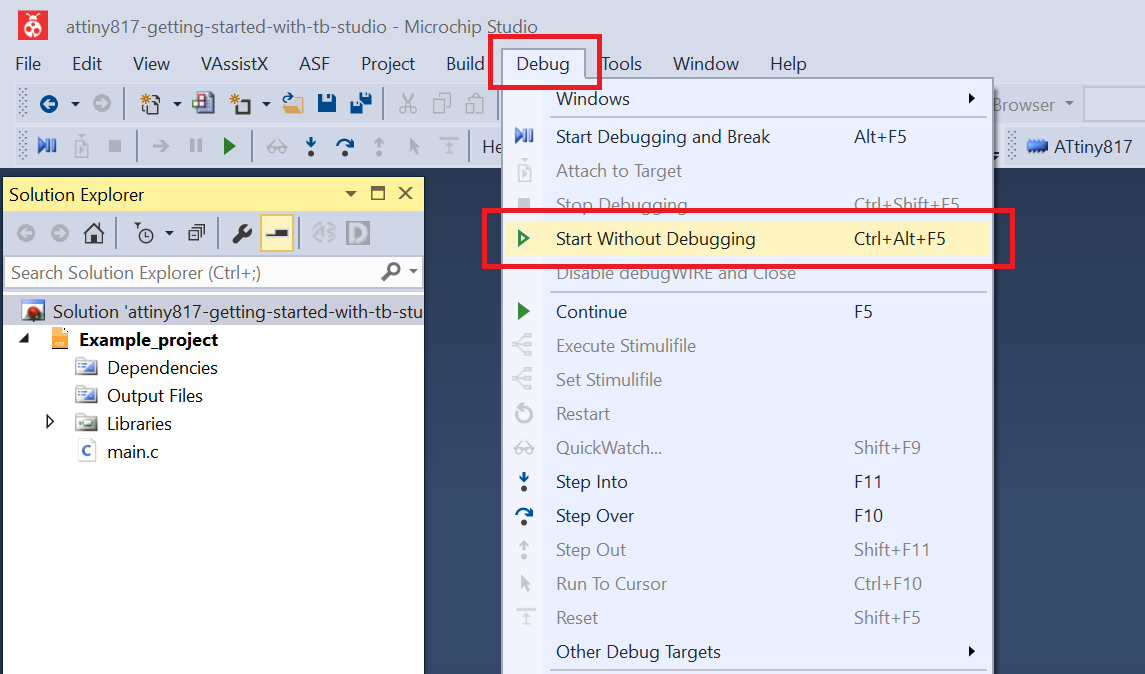 attiny817-getting-started-with-tb-studio - Microchip Studio
File Edit View VAssistX ASF Project Build Debug Tools Window Help
Browser
He
ATtiny817
Solution Explorer
Search Solution Explorer (Ctrl+;)
Solution 'attiny817-getting-started-with-tb-stu
Example_project
Dependencies
Output Files
Libraries
C main.c
Windows
Start Debugging and Break Alt+F5
Attach to Target
Stop Debugging Ctrl+Shift+F5
Start Without Debugging Ctrl+Alt+F5
Disable debugWIRE and Close
Continue F5
Execute Stimulifile
Set Stimulifile
Restart
QuickWatch... Shift+F9
Step Into F11
Step Over F10
Step Out Shift+F11
Run To Cursor Ctrl+F10
Reset Shift+F5
Other Debug Targets